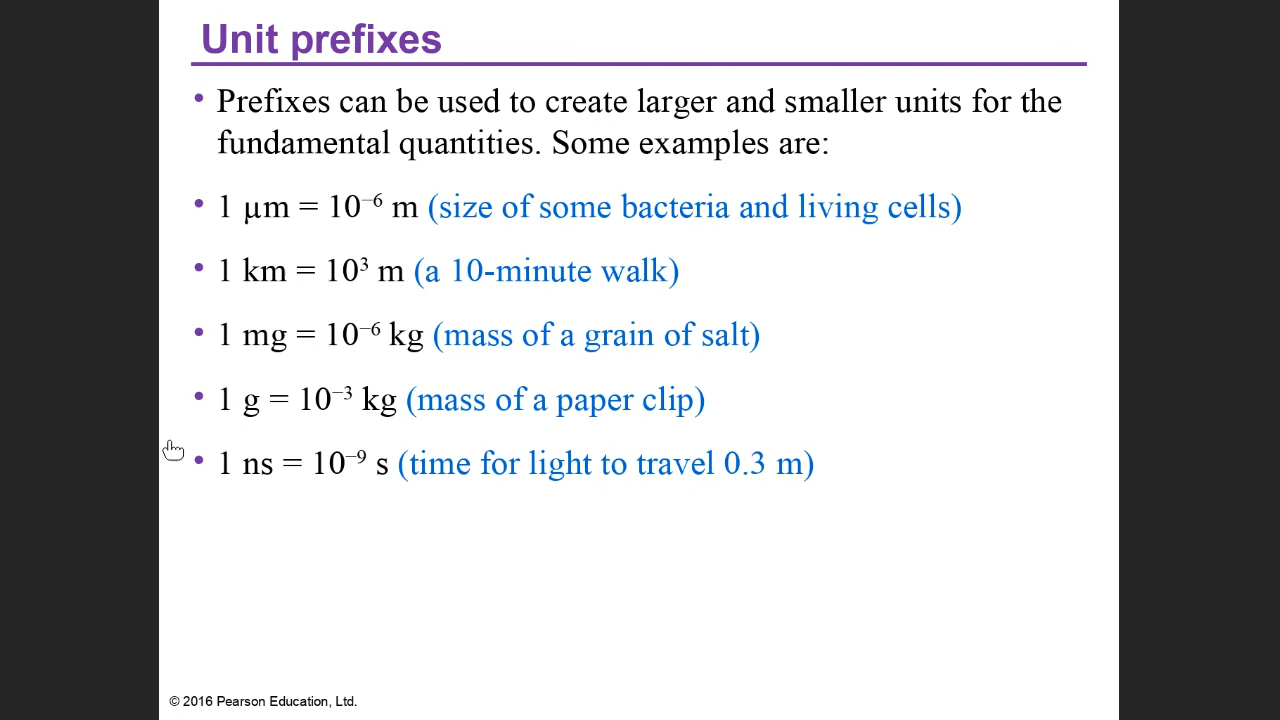 Unit prefixes
• Prefixes can be used to create larger and smaller units for the
fundamental quantities. Some examples are:
• 1 µm = 10⁻⁶ m (size of some bacteria and living cells)
• 1 km = 10³ m (a 10-minute walk)
• 1 mg = 10⁻⁶ kg (mass of a grain of salt)
• 1 g = 10⁻³ kg (mass of a paper clip)
• 1 ns = 10⁻⁹ s (time for light to travel 0.3 m)
© 2016 Pearson Education, Ltd.